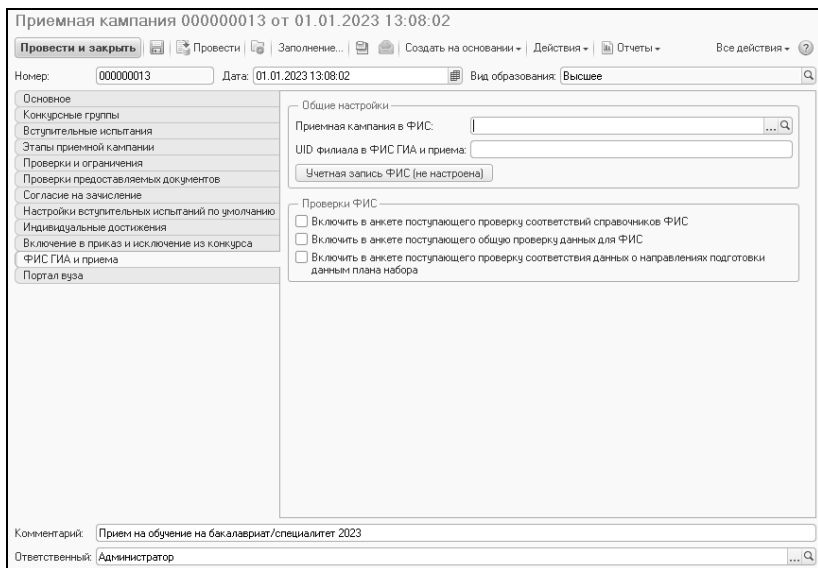 Приемная кампания 000000013 от 01.01.2023 13:08:02
Провести и закрыть Провести Заполнение... Создать на основании Действия Отчеты Все действия ?
Номер: 000000013 Дата: 01.01.2023 13:08:02 Вид образования: Высшее
Основное
Конкурсные группы
Вступительные испытания
Этапы приемной кампании
Проверки и ограничения
Проверки предоставляемых документов
Согласие на зачисление
Настройки вступительных испытаний по умолчанию
Индивидуальные достижения
Включение в приказ и исключение из конкурса
ФИС ГИА и приема
Портал вуза
Общие настройки
Приемная кампания в ФИС: ...
UID филиала в ФИС ГИА и приема:
Учетная запись ФИС (не настроена)
Проверки ФИС
Включить в анкете поступающего проверку соответствий справочников ФИС
Включить в анкете поступающего общую проверку данных для ФИС
Включить в анкете поступающего проверку соответствия данных о направлениях подготовки
данным плана набора
Комментарий: Прием на обучение на бакалавриат/специалитет 2023
Ответственный: Администратор ...